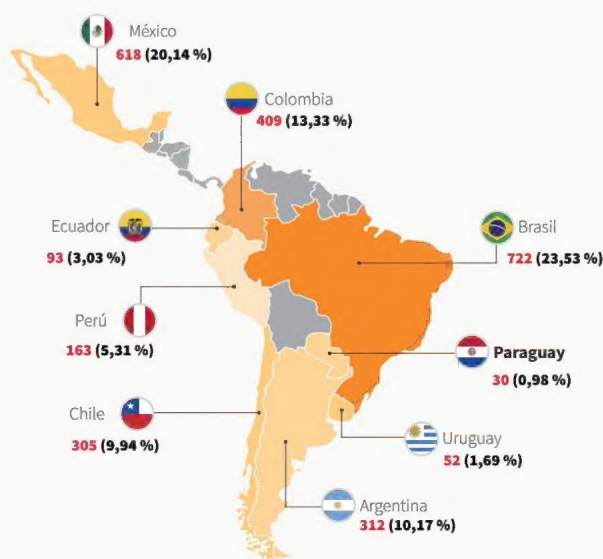 México
618 (20,14 %)
Colombia
409 (13,33 %)
Ecuador
93 (3,03 %)
Brasil
722 (23,53 %)
Perú
163 (5,31 %)
Paraguay
30 (0,98 %)
Chile
305 (9,94 %)
Uruguay
52 (1,69 %)
Argentina
312 (10,17 %)